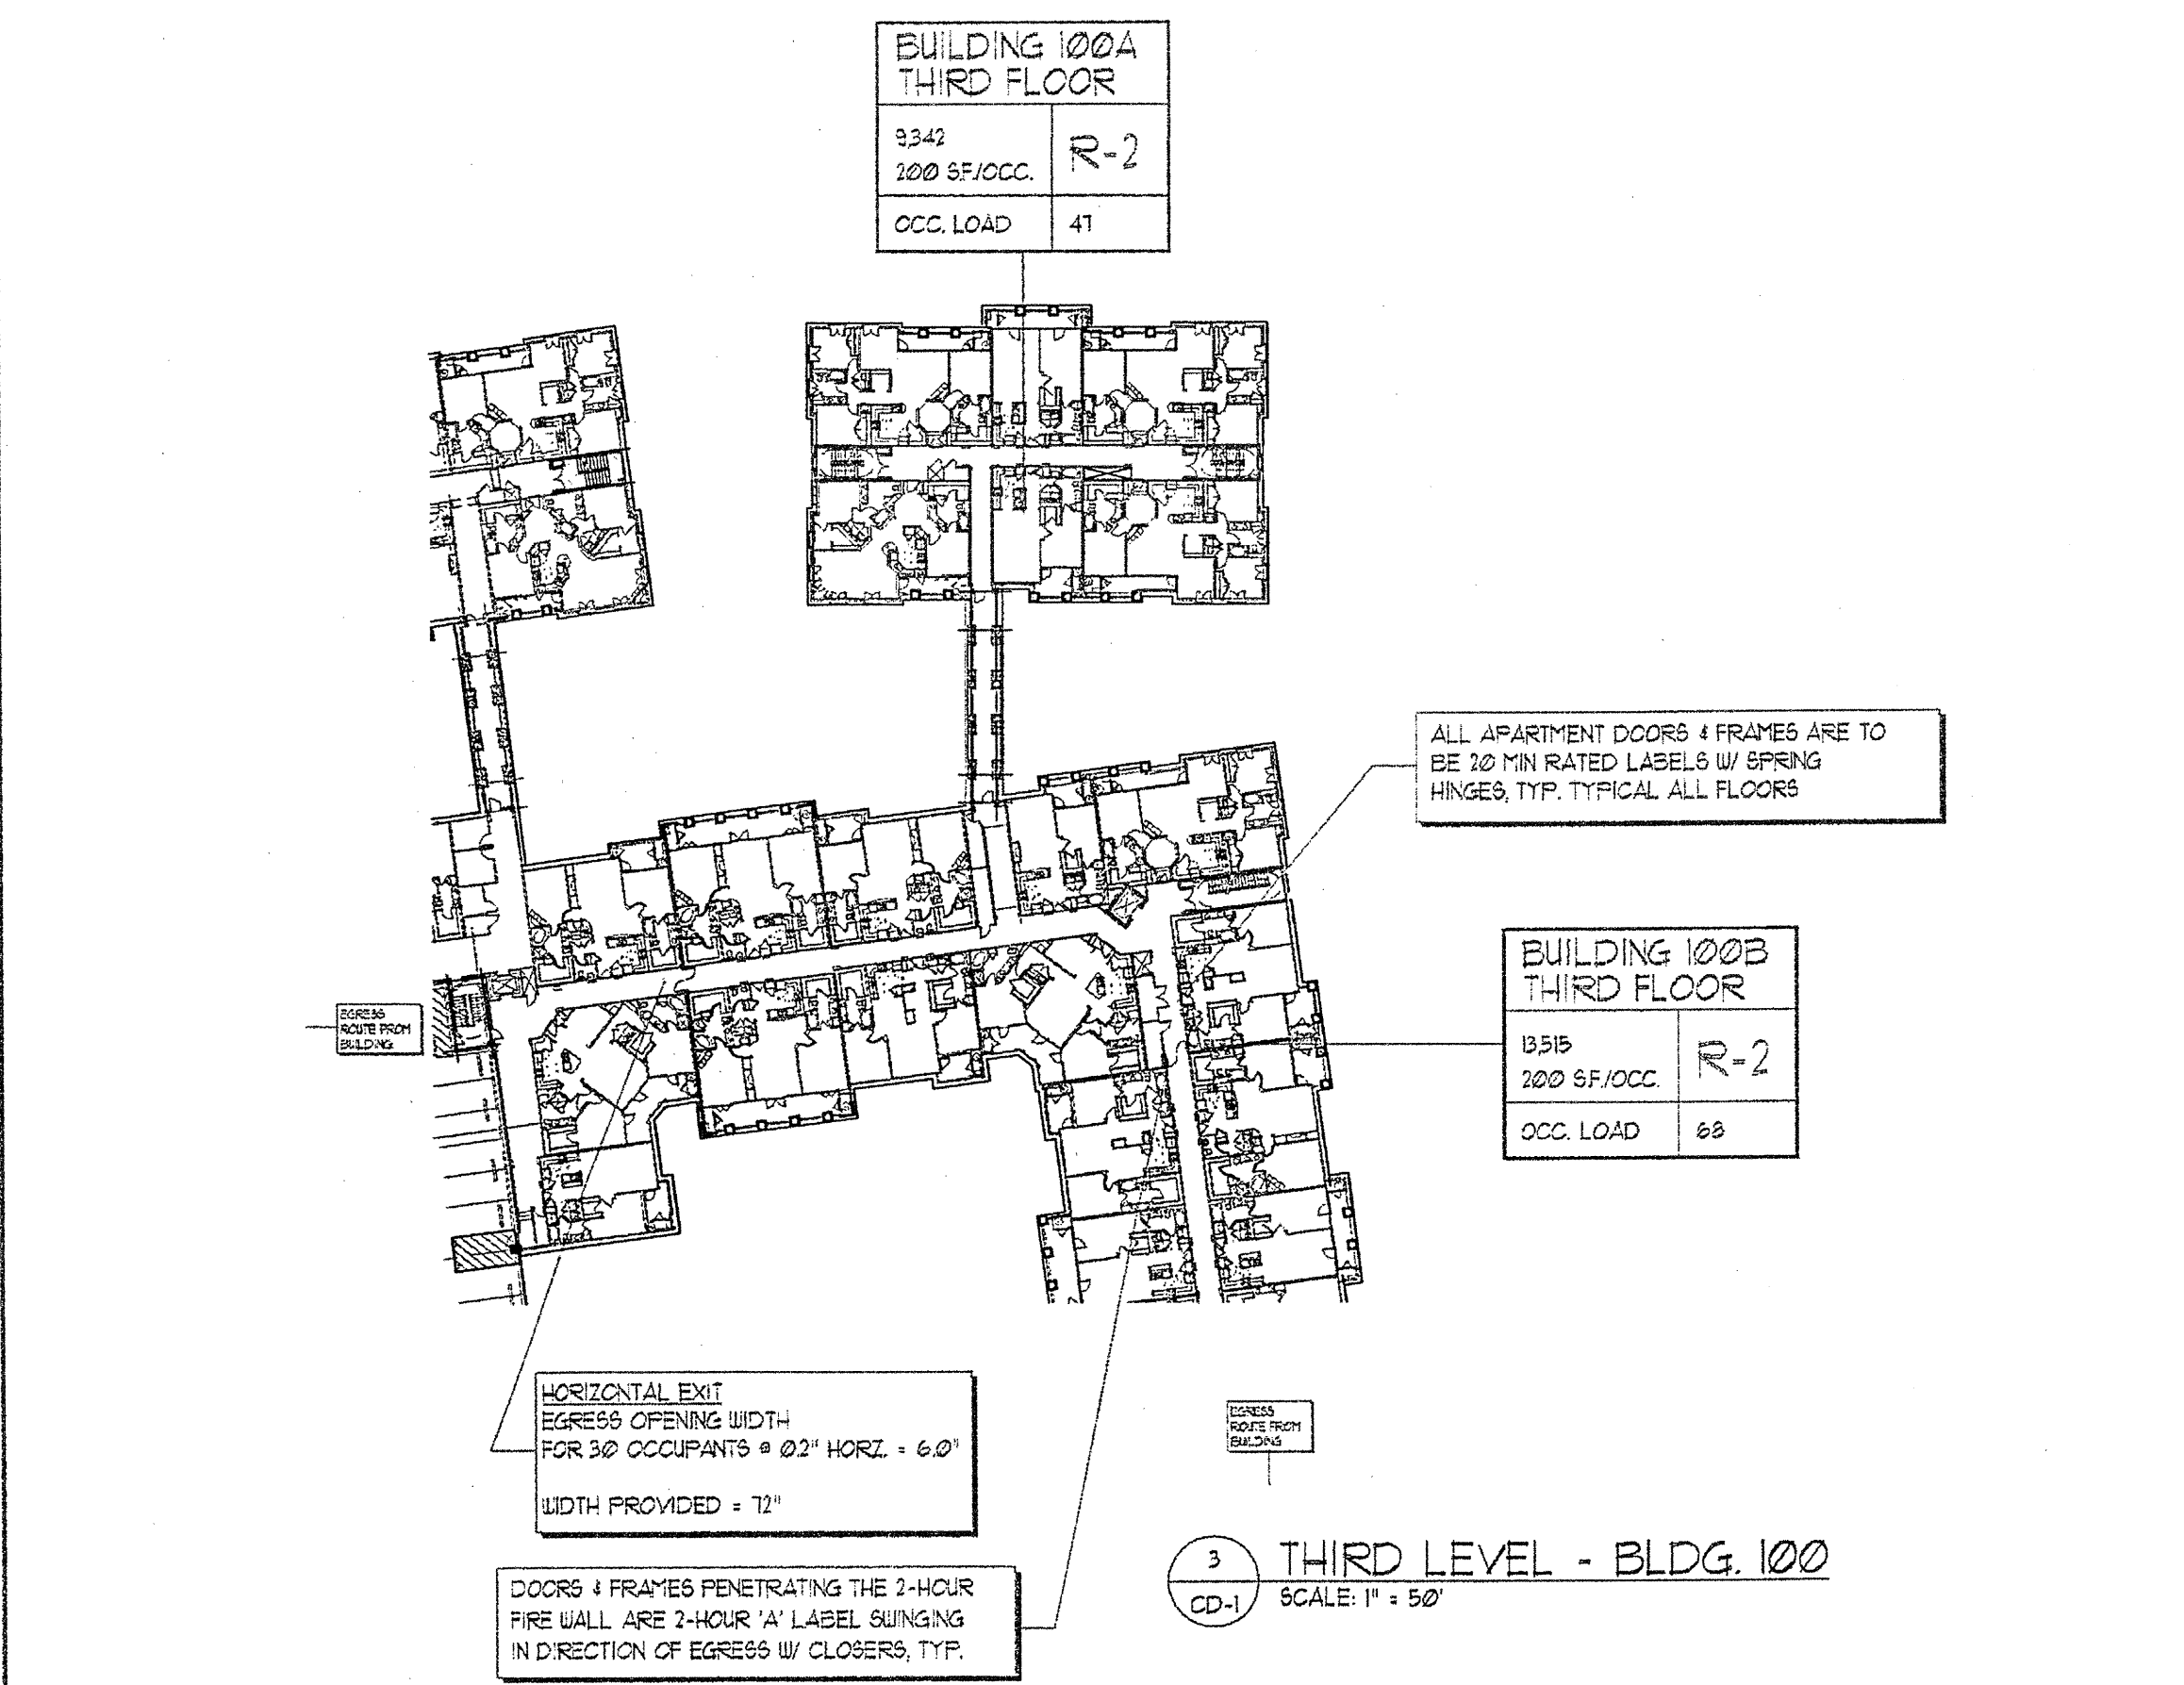 BUILDING 100A
THIRD FLOOR
9,342
200 S.F./OCC.
R-2
OCC. LOAD
47
ALL APARTMENT DOORS & FRAMES ARE TO
BE 20 MIN RATED LABELS W/ SPRING
HINGES, TYP. TYPICAL ALL FLOORS
BUILDING 100B
THIRD FLOOR
13,515
200 S.F./OCC.
R-2
OCC. LOAD
68
EGRESS
ROUTE FROM
BUILDING
HORIZONTAL EXIT
EGRESS OPENING WIDTH
FOR 30 OCCUPANTS @ 0.2" HORZ. = 6.0"
WIDTH PROVIDED = 72"
EGRESS
ROUTE FROM
BUILDING
DOORS & FRAMES PENETRATING THE 2-HOUR
FIRE WALL ARE 2-HOUR 'A' LABEL SWINGING
IN DIRECTION OF EGRESS W/ CLOSERS, TYP.
3
CD-1
THIRD LEVEL - BLDG. 100
SCALE: 1" = 50'